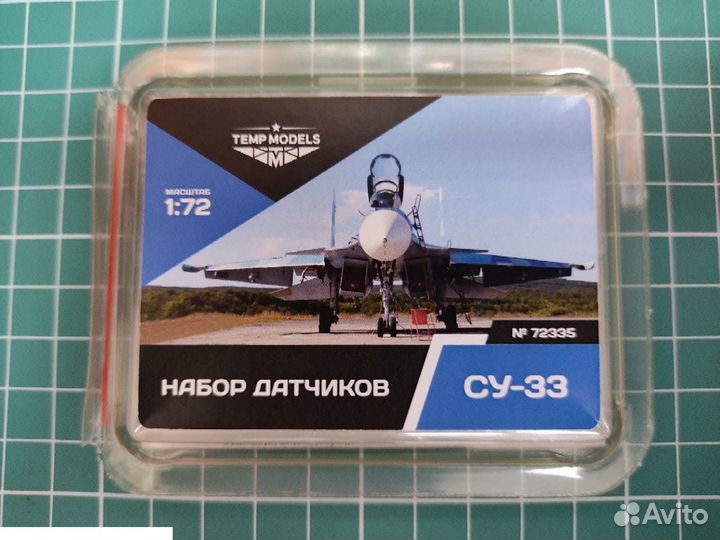 TEMP MODELS
M
МАСШТАБ
1:72
№ 72335
НАБОР ДАТЧИКОВ
СУ-33
Avito